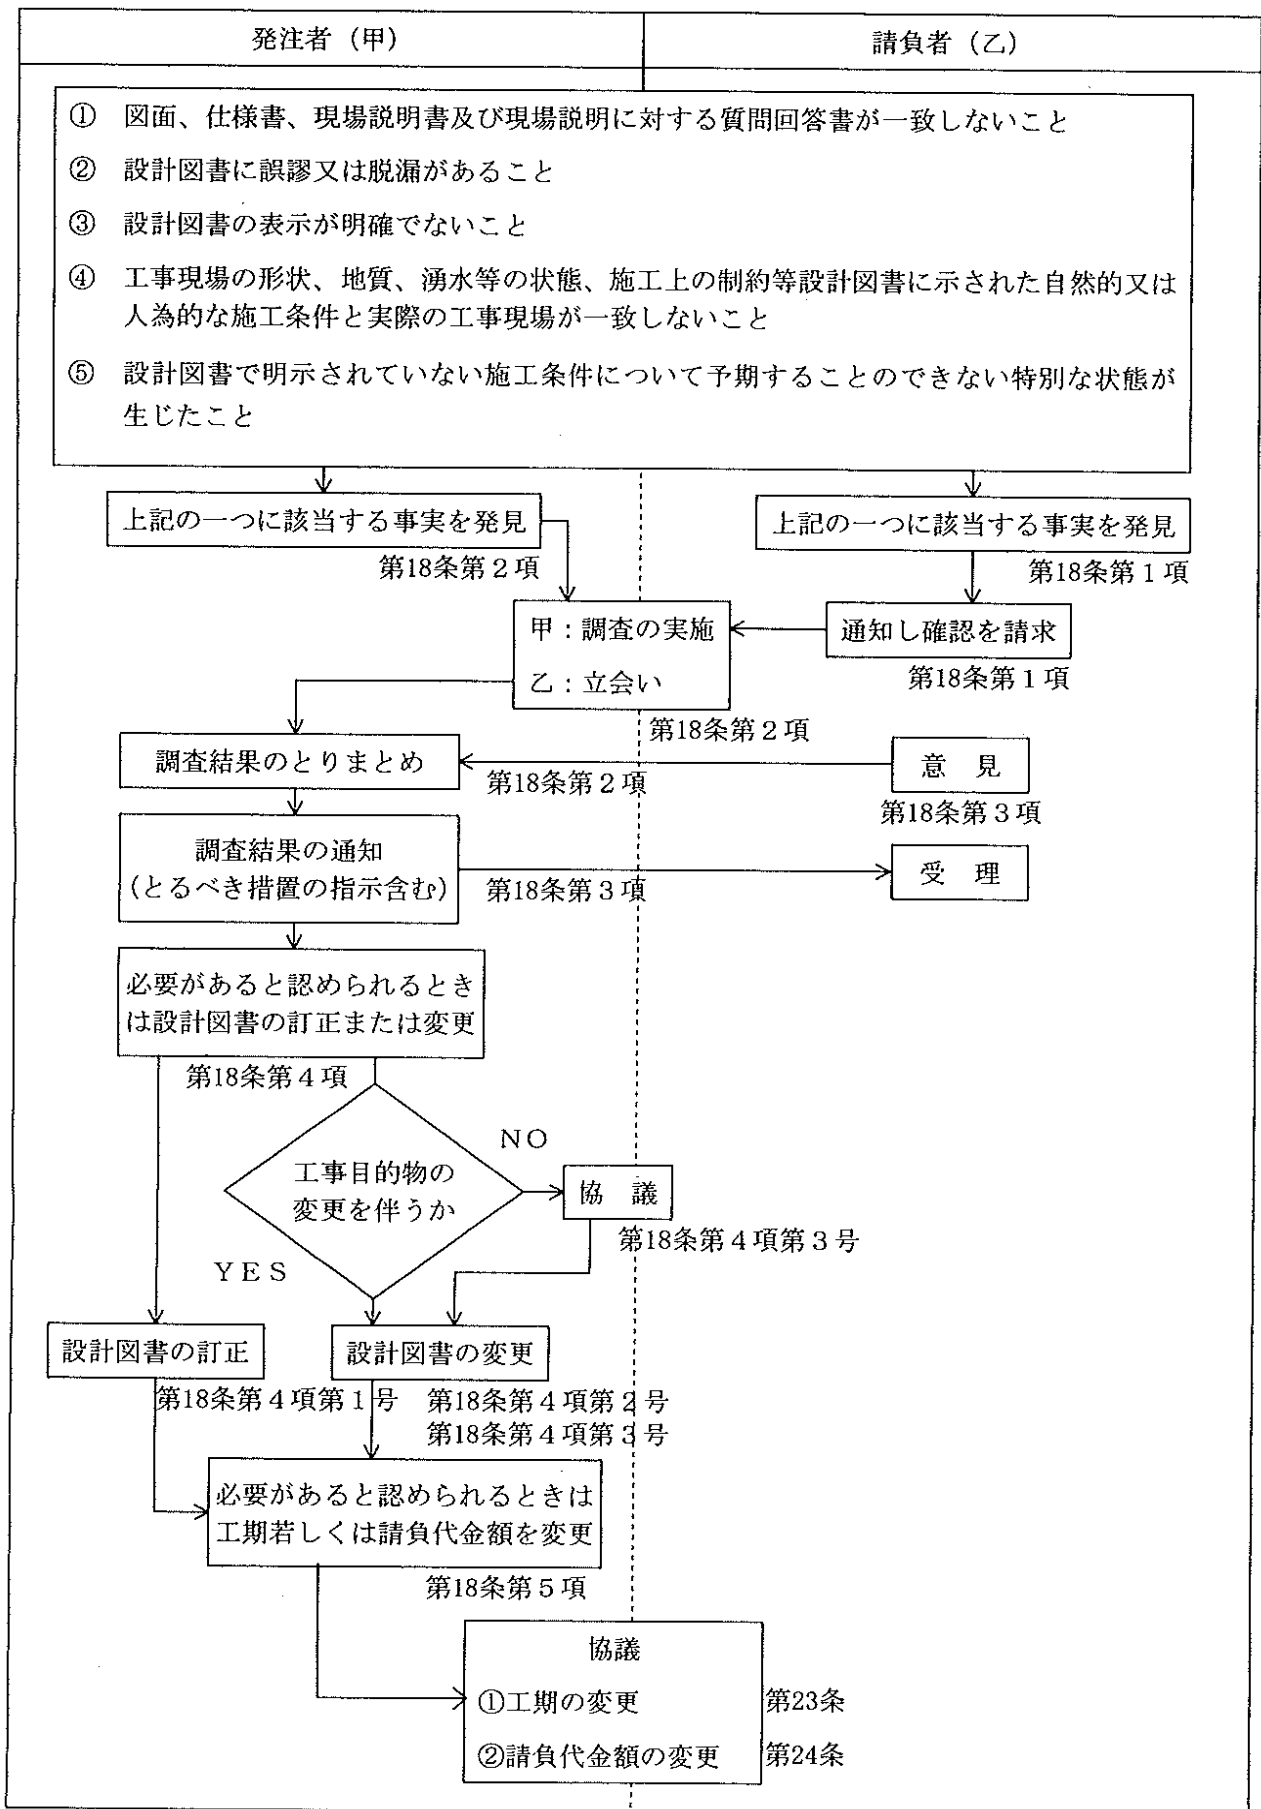 発注者（甲）
請負者（乙）
① 図面、仕様書、現場説明書及び現場説明に対する質問回答書が一致しないこと
② 設計図書に誤謬又は脱漏があること
③ 設計図書の表示が明確でないこと
④ 工事現場の形状、地質、湧水等の状態、施工上の制約等設計図書に示された自然的又は
人為的な施工条件と実際の工事現場が一致しないこと
⑤ 設計図書で明示されていない施工条件について予期することのできない特別な状態が
生じたこと
上記の一つに該当する事実を発見
上記の一つに該当する事実を発見
第18条第２項
第18条第１項
甲：調査の実施
乙：立会い
通知し確認を請求
第18条第１項
第18条第２項
調査結果のとりまとめ
第18条第２項
意　見
第18条第３項
調査結果の通知
（とるべき措置の指示含む）
第18条第３項
受　理
必要があると認められるとき
は設計図書の訂正または変更
第18条第４項
工事目的物の
変更を伴うか
ＮＯ
協　議
第18条第４項第３号
ＹＥＳ
設計図書の訂正
設計図書の変更
第18条第４項第１号
第18条第４項第２号
第18条第４項第３号
必要があると認められるときは
工期若しくは請負代金額を変更
第18条第５項
協議
①工期の変更
第23条
②請負代金額の変更
第24条